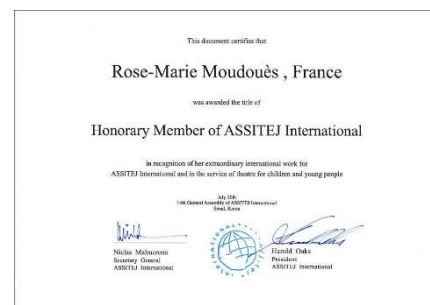 This document certifies that
Rose-Marie Moudouès , France
was awarded the title of
Honorary Member of ASSITEJ International
in recognition of her extraordinary international work for
ASSITEJ International and in the service of theatre for children and young people
General Assembly of ASSITEJ International
Seoul, Korea
Niclas Malmcrona
Secretary General
ASSITEJ International
Harold Oaks
President
ASSITEJ International